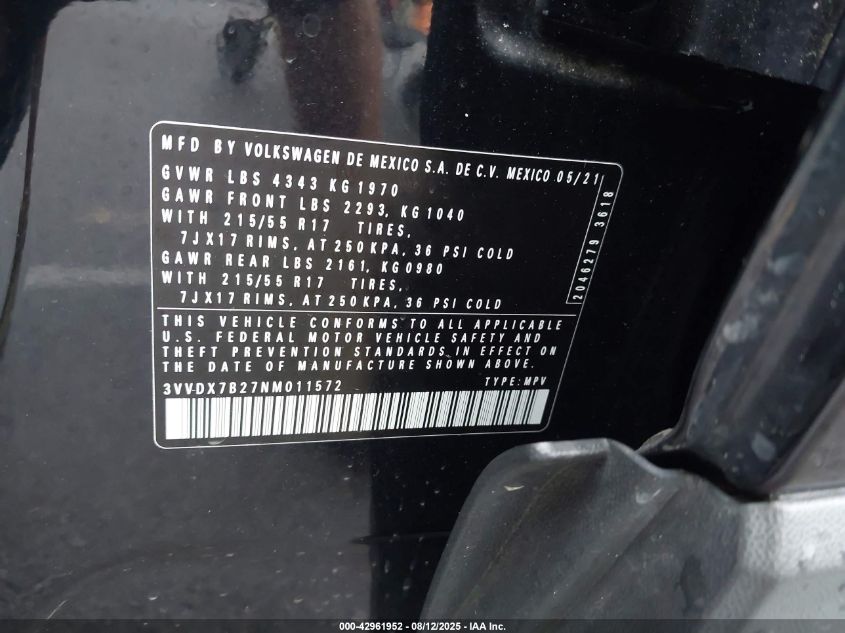 MFD BY VOLKSWAGEN DE MEXICO S.A. DE C.V. MEXICO 05/21
GVWR LBS 4343 KG 1970
GAWR FRONT LBS 2293, KG 1040
WITH 215/55 R17 TIRES,
7JX17 RIMS, AT 250 KPA, 36 PSI COLD
GAWR REAR LBS 2161, KG0980
WITH 215/55 R17 TIRES,
7JX17 RIMS, AT 250 KPA, 36 PSI COLD
2046279 3618
THIS VEHICLE CONFORMS TO ALL APPLICABLE
U.S. FEDERAL MOTOR VEHICLE SAFETY AND
THEFT PREVENTION STANDARDS IN EFFECT ON
THE DATE OF MANUFACTURE SHOWN ABOVE.
3VVDX7B27NM011572 TYPE: MPV
000-42961952 - 08/12/2025 - IAA Inc.